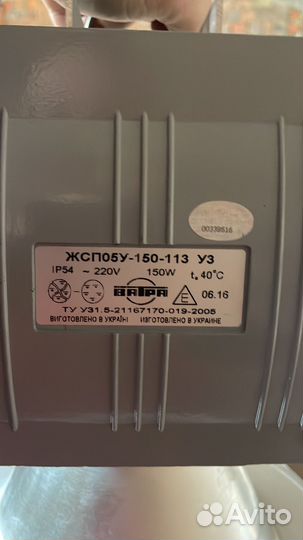 00339616
ЖСП05У-150-113 У3
IP54 ~ 220V 150W t. 40°C
ВАТРА E 06.16
ТУ У31.5-21167170-019-2005
ВИГОТОВЛЕНО В УКРАЇНІ ИЗГОТОВЛЕНО В УКРАИНЕ
Avito